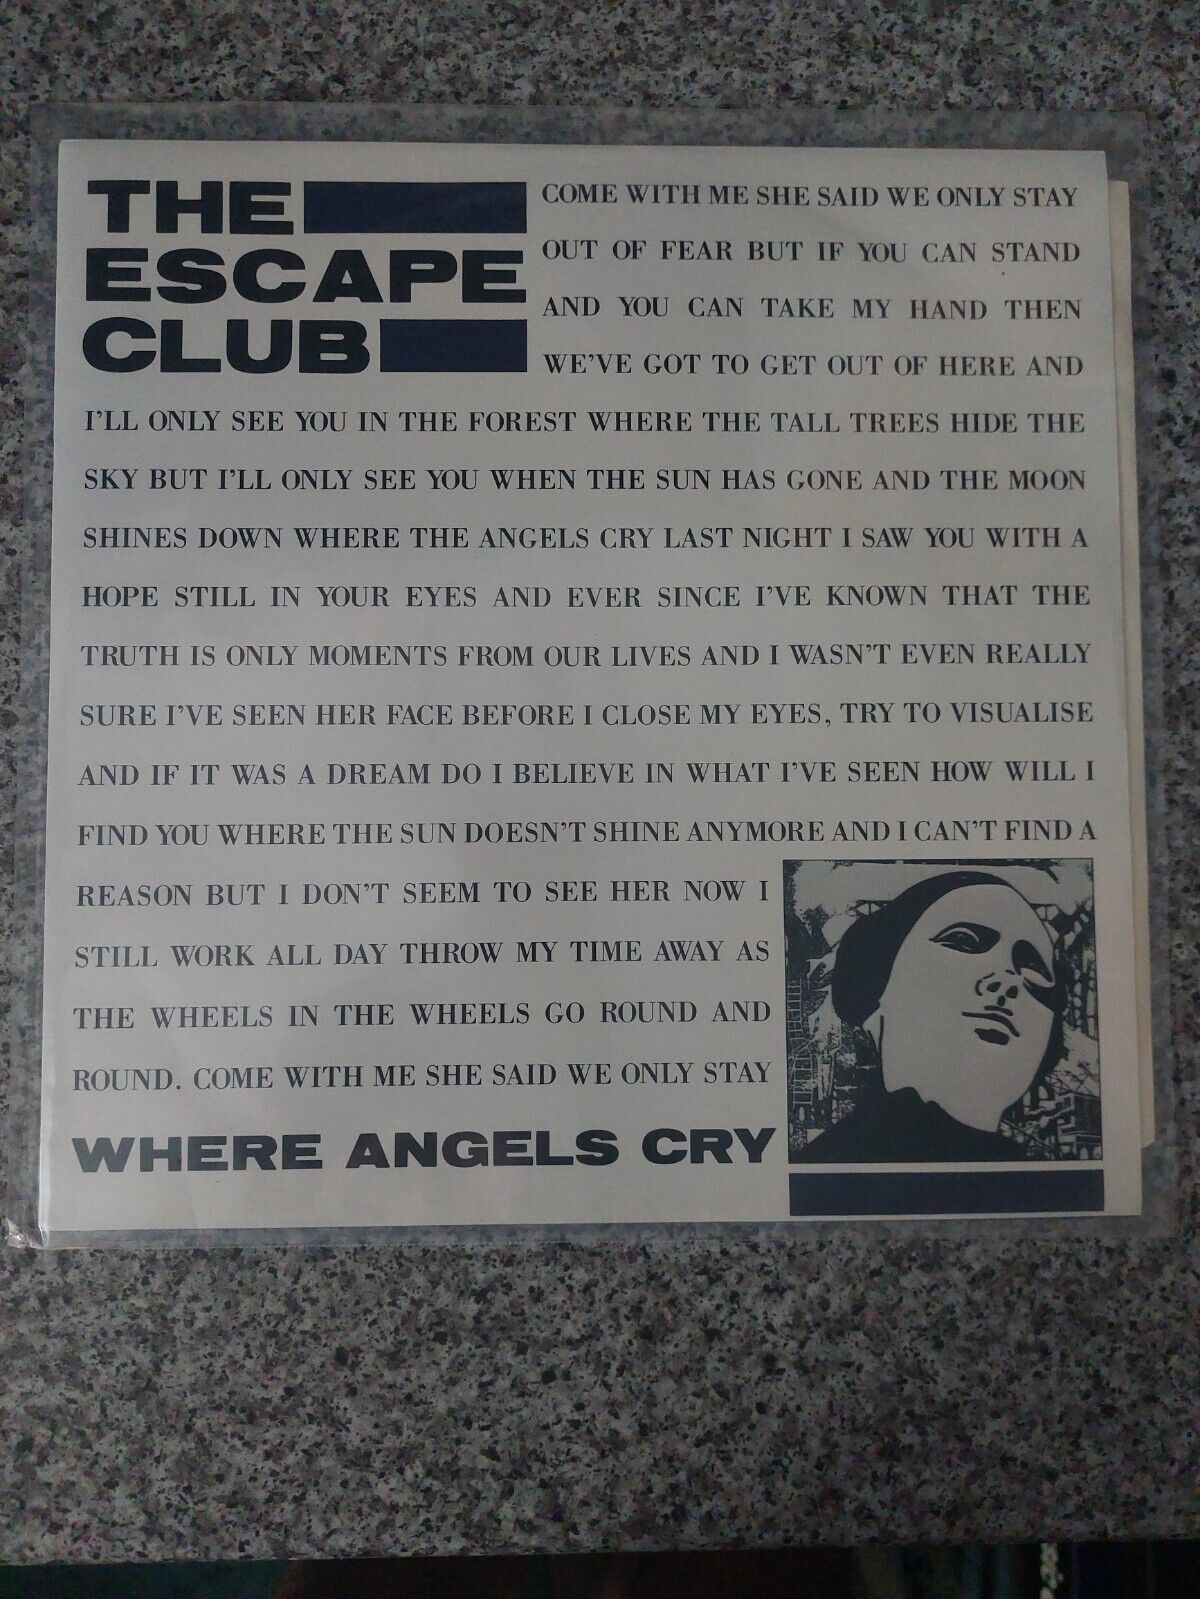 THE
ESCAPE
CLUB
COME WITH ME SHE SAID WE ONLY STAY
OUT OF FEAR BUT IF YOU CAN STAND
AND YOU CAN TAKE MY HAND THEN
WE'VE GOT TO GET OUT OF HERE AND
I'LL ONLY SEE YOU IN THE FOREST WHERE THE TALL TREES HIDE THE
SKY BUT I'LL ONLY SEE YOU WHEN THE SUN HAS GONE AND THE MOON
SHINES DOWN WHERE THE ANGELS CRY LAST NIGHT I SAW YOU WITH A
HOPE STILL IN YOUR EYES AND EVER SINCE I'VE KNOWN THAT THE
TRUTH IS ONLY MOMENTS FROM OUR LIVES AND I WASN'T EVEN REALLY
SURE I'VE SEEN HER FACE BEFORE I CLOSE MY EYES, TRY TO VISUALISE
AND IF IT WAS A DREAM DO I BELIEVE IN WHAT I'VE SEEN HOW WILL I
FIND YOU WHERE THE SUN DOESN'T SHINE ANYMORE AND I CAN'T FIND A
REASON BUT I DON'T SEEM TO SEE HER NOW I
STILL WORK ALL DAY THROW MY TIME AWAY AS
THE WHEELS IN THE WHEELS GO ROUND AND
ROUND. COME WITH ME SHE SAID WE ONLY STAY
WHERE ANGELS CRY